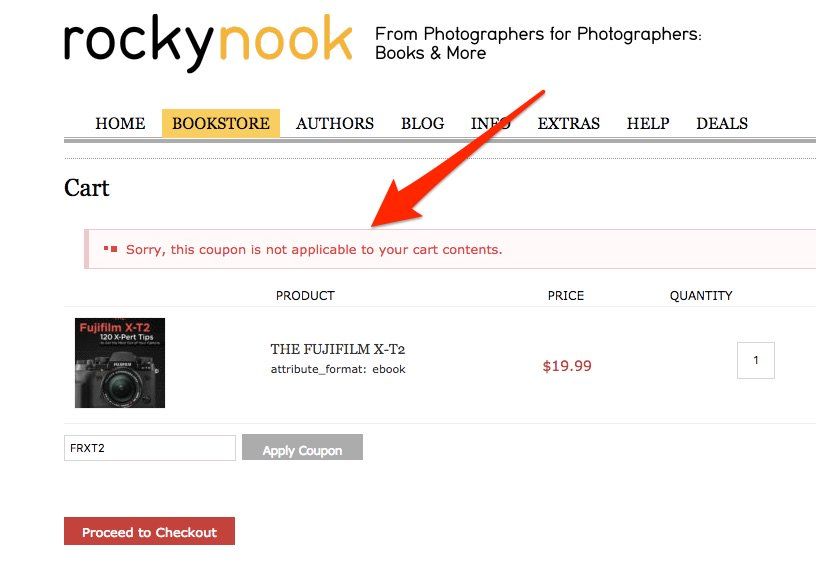 rockynook
From Photographers for Photographers:
Books & More
HOME BOOKSTORE AUTHORS BLOG INFO EXTRAS HELP DEALS
Cart
Sorry, this coupon is not applicable to your cart contents.
PRODUCT PRICE QUANTITY
Fujifilm X-T2
120 X-Pert Tips
FUJIFILM
THE FUJIFILM X-T2
attribute_format: ebook
$19.99
1
FRXT2
Apply Coupon
Proceed to Checkout